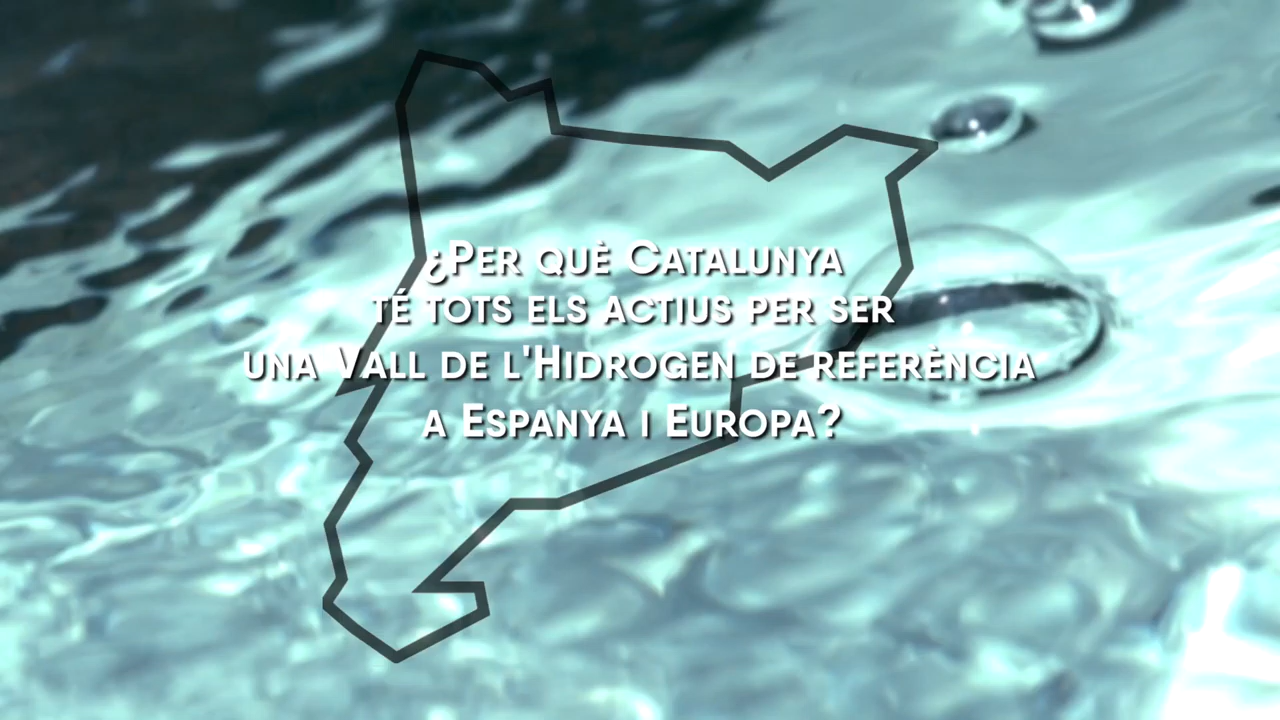 ¿Per què Catalunya
té tots els actius per ser
una Vall de l'Hidrogen de referència
a Espanya i Europa?